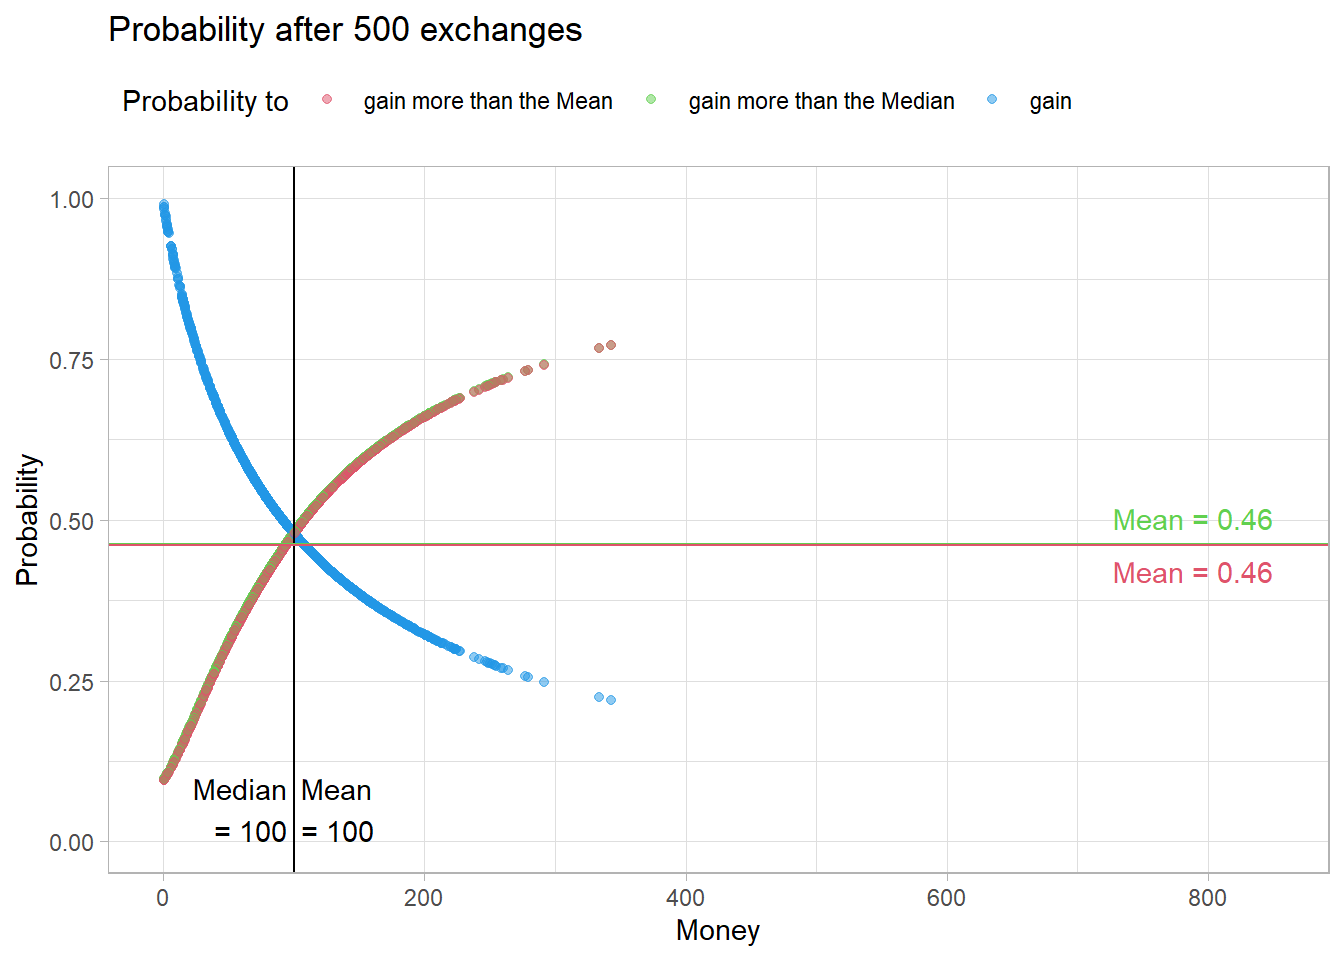 Probability after 500 exchanges
Probability to gain more than the Mean gain more than the Median gain
1.00
0.75
0.50
0.25
0.00
Probability
Mean = 0.46
Mean = 0.46
Median Mean
= 100 = 100
0 200 400 600 800
Money